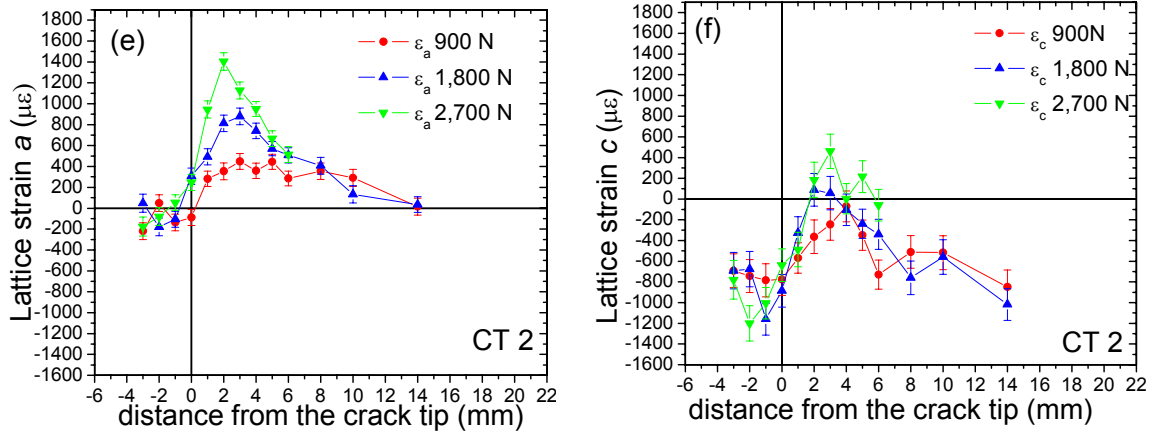 (e)
εa 900 N
εa 1,800 N
εa 2,700 N
Lattice strain a (µε)
1800
1600
1400
1200
1000
800
600
400
200
0
-200
-400
-600
-800
-1000
-1200
-1400
-1600
CT 2
-6 -4 -2 0 2 4 6 8 10 12 14 16 18 20 22
distance from the crack tip (mm)
(f)
εc 900N
εc 1,800 N
εc 2,700 N
Lattice strain c (µε)
1800
1600
1400
1200
1000
800
600
400
200
0
-200
-400
-600
-800
-1000
-1200
-1400
-1600
CT 2
-6 -4 -2 0 2 4 6 8 10 12 14 16 18 20 22
distance from the crack tip (mm)